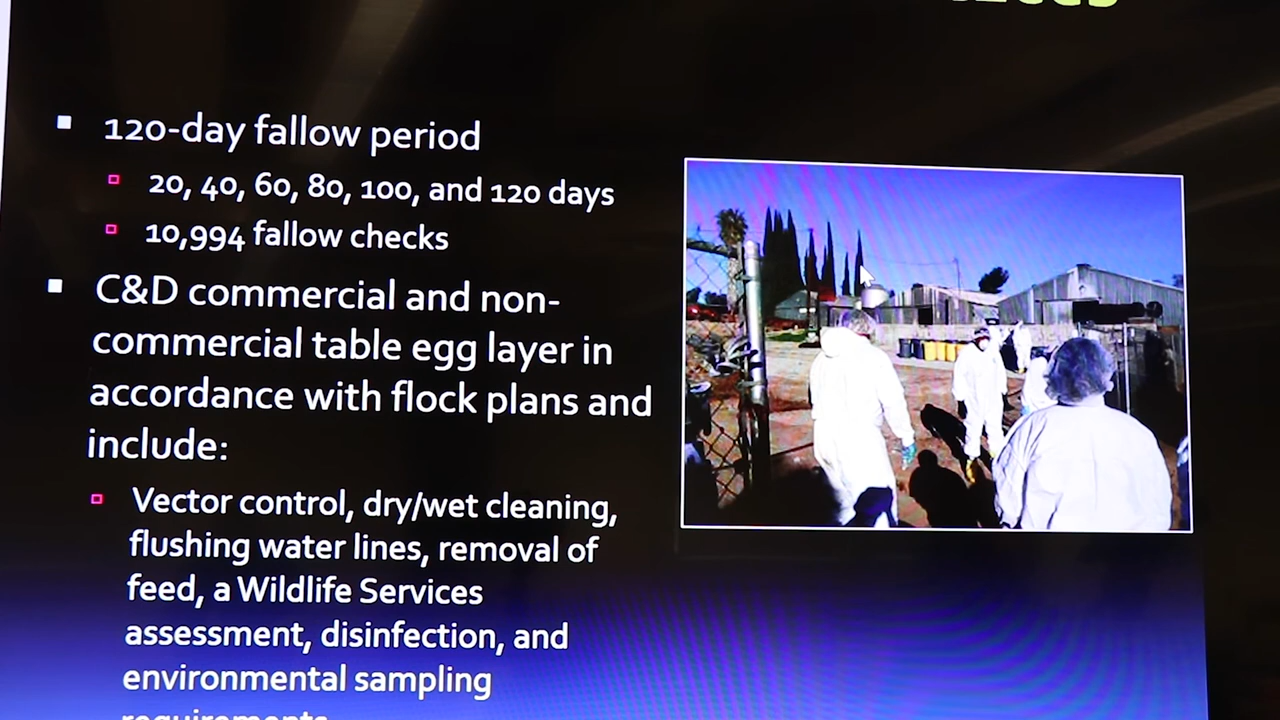 120-day fallow period
20, 40, 60, 80, 100, and 120 days
10,994 fallow checks
C&D commercial and non-
commercial table egg layer in
accordance with flock plans and
include:
Vector control, dry/wet cleaning,
flushing water lines, removal of
feed, a Wildlife Services
assessment, disinfection, and
environmental sampling
requirements